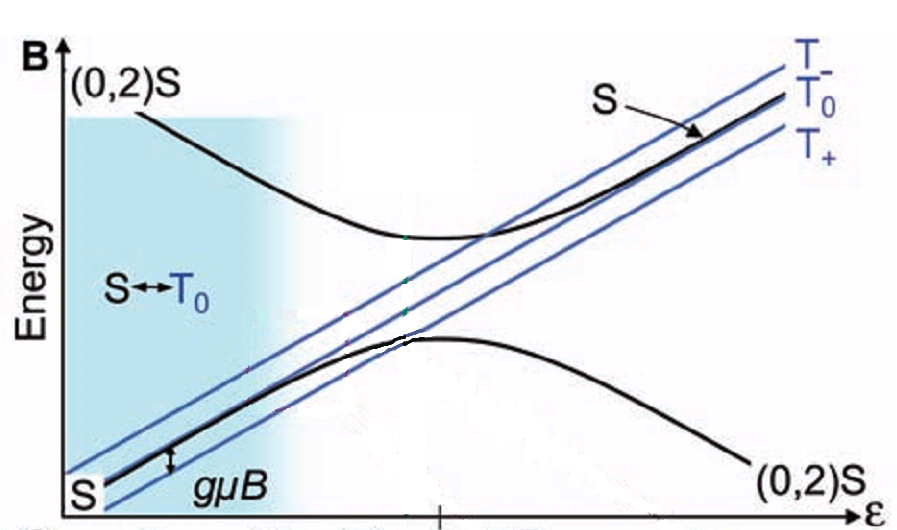 B
(0,2)S
S
T-
T0
T+
Energy
S↔T0
S
gμB
(0,2)S
ε